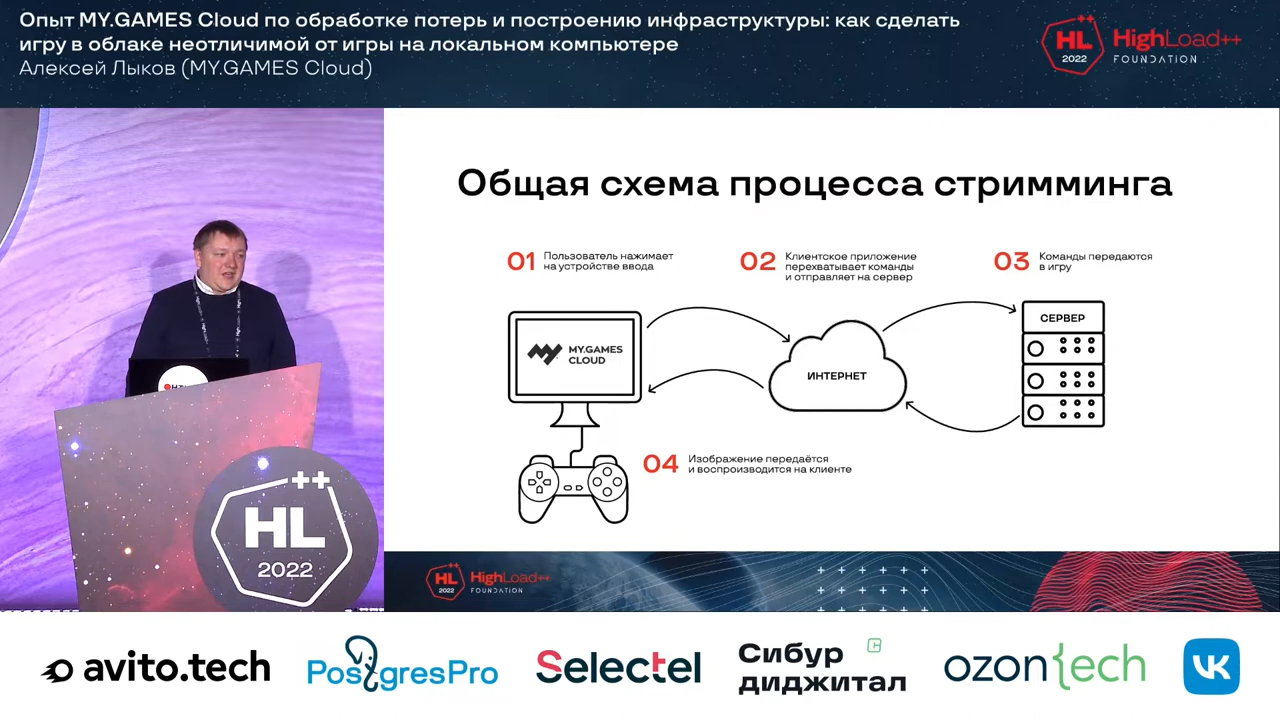 Опыт MY.GAMES Cloud по обработке потерь и построению инфраструктуры: как сделать
игру в облаке неотличимой от игры на локальном компьютере
Алексей Лыков (MY.GAMES Cloud)
HL
2022
HighLoad++
FOUNDATION
Общая схема процесса стримминга
01 Пользователь нажимает
на устройстве ввода
02 Клиентское приложение
перехватывает команды
и отправляет на сервер
03 Команды передаются
в игру
MY.GAMES
CLOUD
ИНТЕРНЕТ
СЕРВЕР
04 Изображение передаётся
и воспроизводится на клиенте
++
HL
2022
HL
2022
HighLoad++
FOUNDATION
avito.tech
PostgresPro
Selectel
Сибур
диджитал
ozon{ech
VK